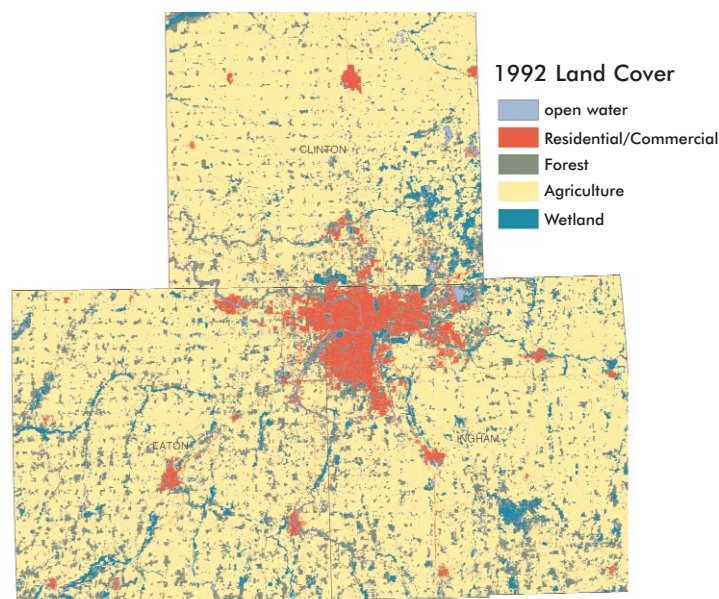 1992 Land Cover
open water
Residential/Commercial
Forest
Agriculture
Wetland
CLINTON
EATON
INGHAM